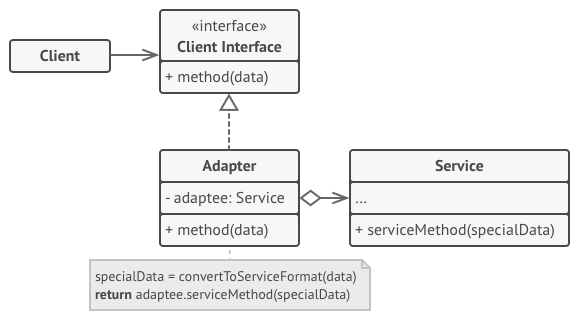 Client
«interface»
Client Interface
+ method(data)
Adapter
- adaptee: Service
+ method(data)
Service
...
+ serviceMethod(specialData)
specialData = convertToServiceFormat(data)
return adaptee.serviceMethod(specialData)